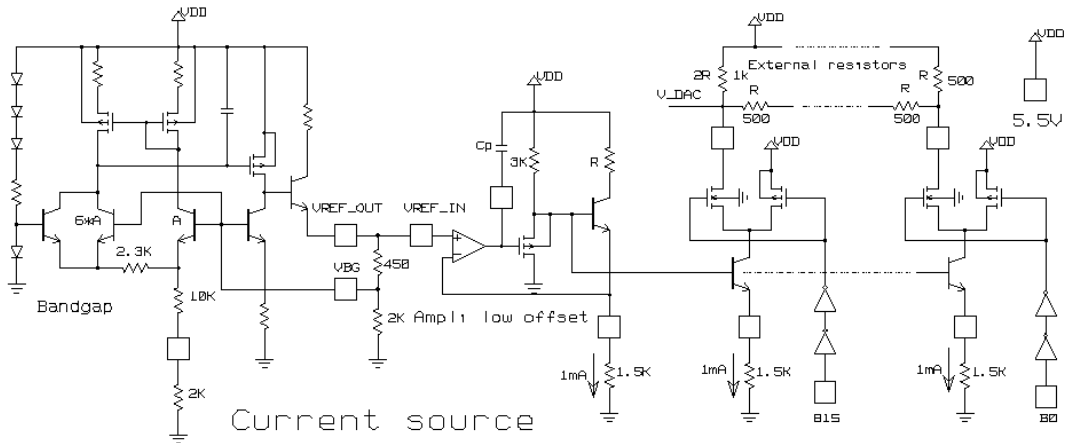 VDD
VDD
VDD
External resistors
2R
1k
R
500
V_DAC
R
500
R
500
VDD
5.5V
VDD
Cp
3K
R
VDD
VDD
6*A
A
VREF_OUT
VREF_IN
2.3K
450
VBG
Bandgap
10K
2K
Ampli low offset
2K
1mA
1.5K
1mA
1.5K
1mA
1.5K
Current source
B15
B0